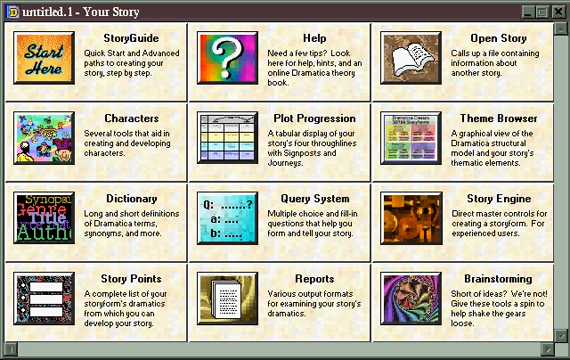 untitled.1 - Your Story
Start
Here
StoryGuide
Quick Start and Advanced
paths to creating your
story, step by step.
?
Help
Need a few tips? Look
here for help, hints, and an
online Dramatica theory
book.
Open Story
Calls up a file containing
information about
another story.
Characters
Several tools that aid in
creating and developing
characters.
Plot Progression
A tabular display of your
story's four throughlines
with Signposts and
Journeys.
Theme Browser
A graphical view of the
Dramatica structural
model and your story's
thematic elements.
Synops
Genre
Title
Auth
Dictionary
Long and short definitions
of Dramatica terms,
synonyms, and more.
Q: .......?
a: ....
b: ....
Query System
Multiple choice and fill-in
questions that help you
form and tell your story.
Story Engine
Direct master controls for
creating a storyform. For
experienced users.
Story Points
A complete list of your
storyform's dramatics
from which you can
develop your story.
Reports
Various output formats
for examining your story's
dramatics.
Brainstorming
Short of ideas? We're not!
Give these tools a spin to
help shake the gears
loose.